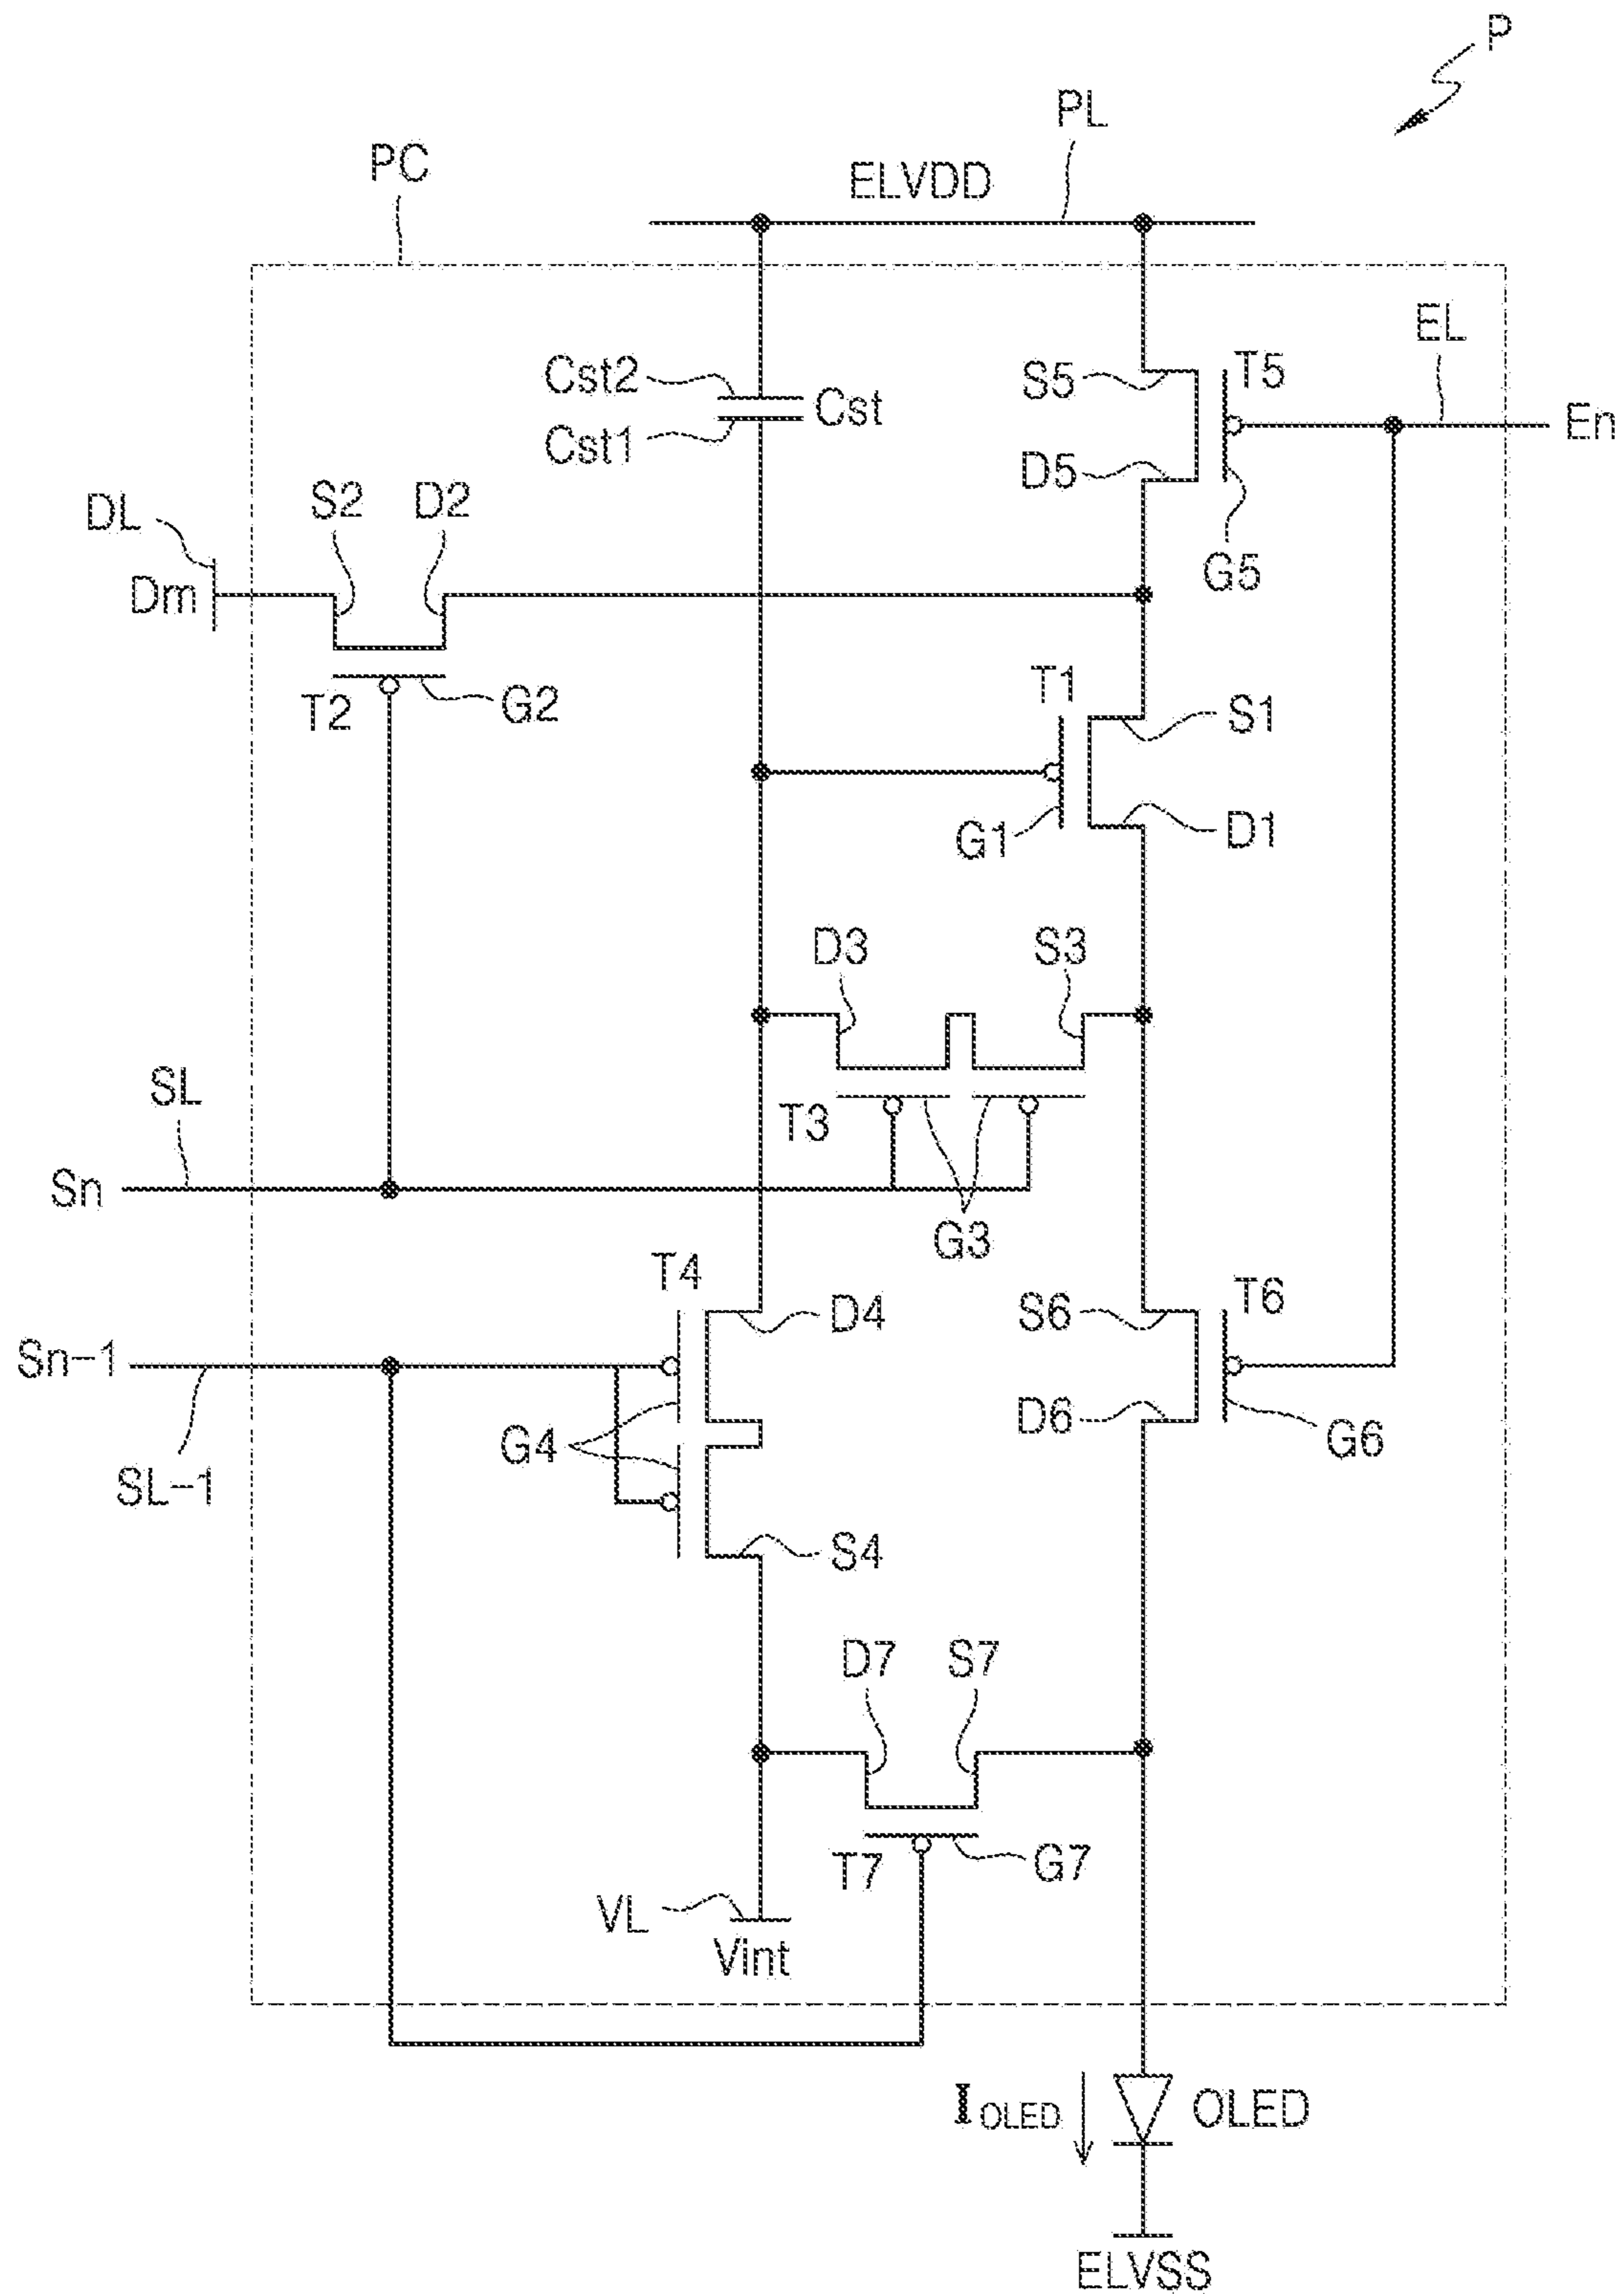 P
PL
PC
ELVDD
EL
Cst2
Cst
S5
T5
En
Cst1
D5
S2
D2
DL
G5
Dm
T1
T2
G2
S1
G1
D1
D3
S3
SL
T3
Sn
G3
T4
T6
D4
S6
Sn-1
D6
G4
G6
SL-1
S4
D7
S7
T7
G7
VL
Vint
IOLED
OLED
ELVSS